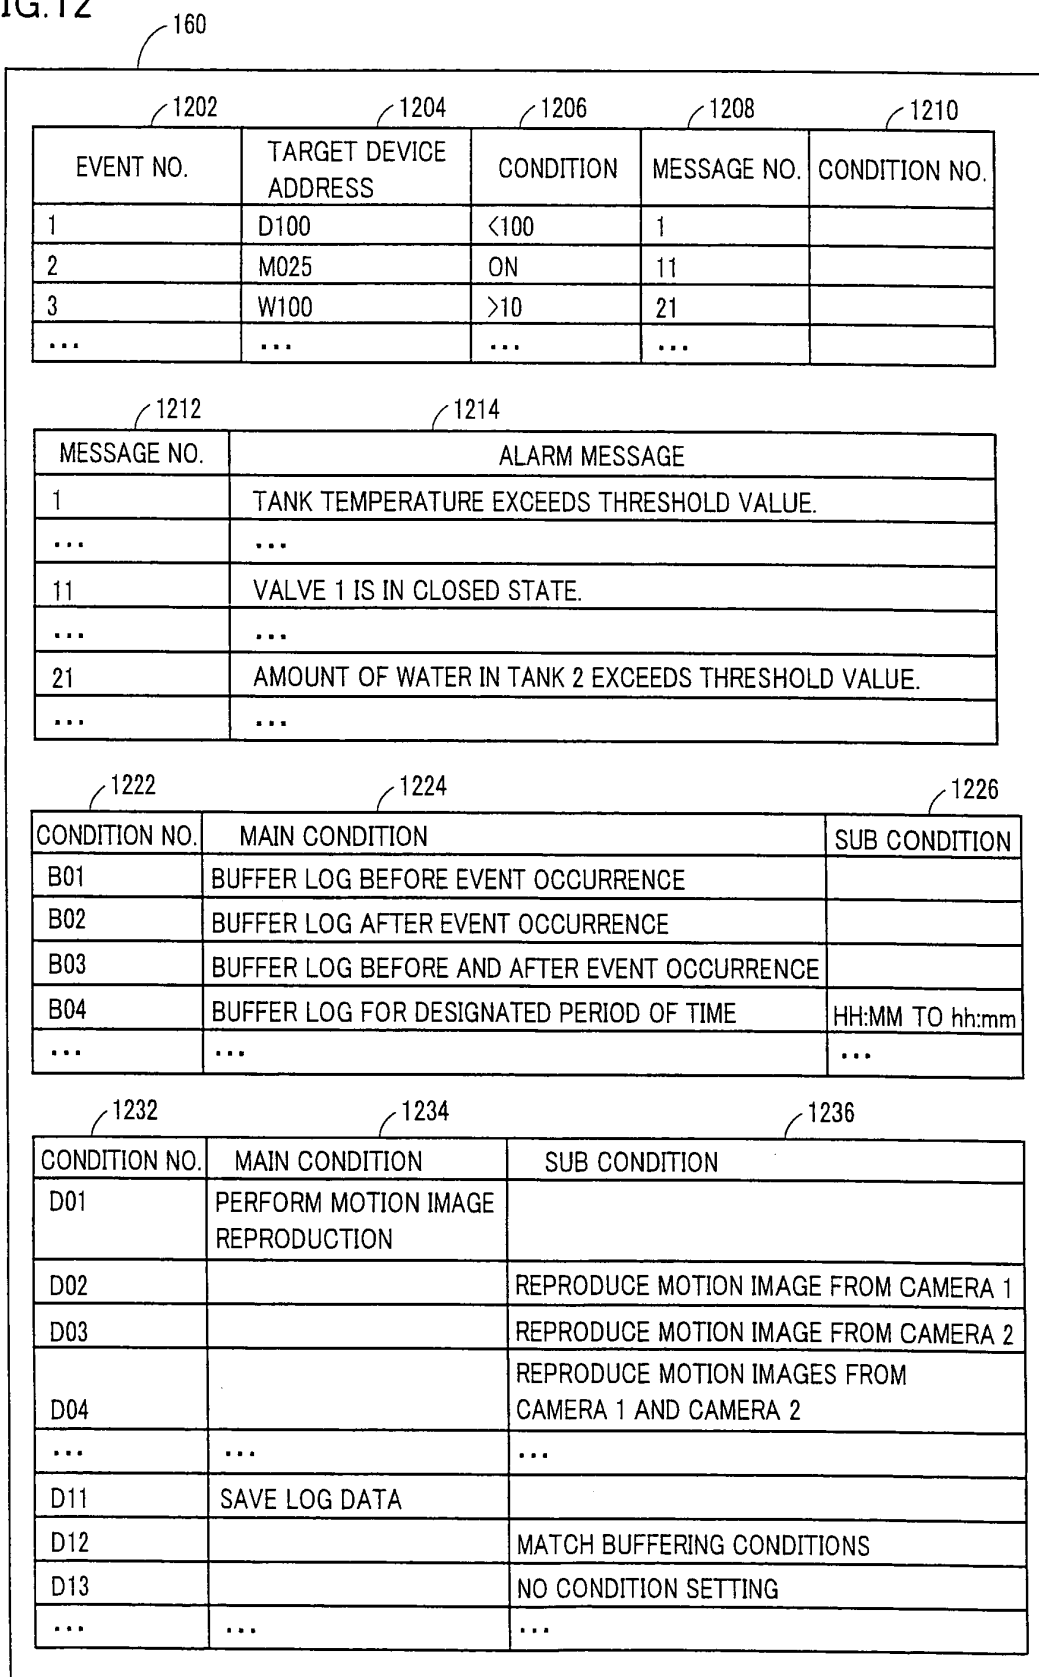 IG.12
160
1202 1204 1206 1208 1210
EVENT NO. TARGET DEVICE ADDRESS CONDITION MESSAGE NO. CONDITION NO.
1 D100 <100 1
2 M025 ON 11
3 W100 >10 21
... ... ... ...
1212 1214
MESSAGE NO. ALARM MESSAGE
1 TANK TEMPERATURE EXCEEDS THRESHOLD VALUE.
... ...
11 VALVE 1 IS IN CLOSED STATE.
... ...
21 AMOUNT OF WATER IN TANK 2 EXCEEDS THRESHOLD VALUE.
... ...
1222 1224 1226
CONDITION NO. MAIN CONDITION SUB CONDITION
B01 BUFFER LOG BEFORE EVENT OCCURRENCE
B02 BUFFER LOG AFTER EVENT OCCURRENCE
B03 BUFFER LOG BEFORE AND AFTER EVENT OCCURRENCE
B04 BUFFER LOG FOR DESIGNATED PERIOD OF TIME HH:MM TO hh:mm
... ... ...
1232 1234 1236
CONDITION NO. MAIN CONDITION SUB CONDITION
D01 PERFORM MOTION IMAGE
REPRODUCTION
D02 REPRODUCE MOTION IMAGE FROM CAMERA 1
D03 REPRODUCE MOTION IMAGE FROM CAMERA 2
REPRODUCE MOTION IMAGES FROM
D04 CAMERA 1 AND CAMERA 2
... ... ...
D11 SAVE LOG DATA
D12 MATCH BUFFERING CONDITIONS
D13 NO CONDITION SETTING
... ... ...